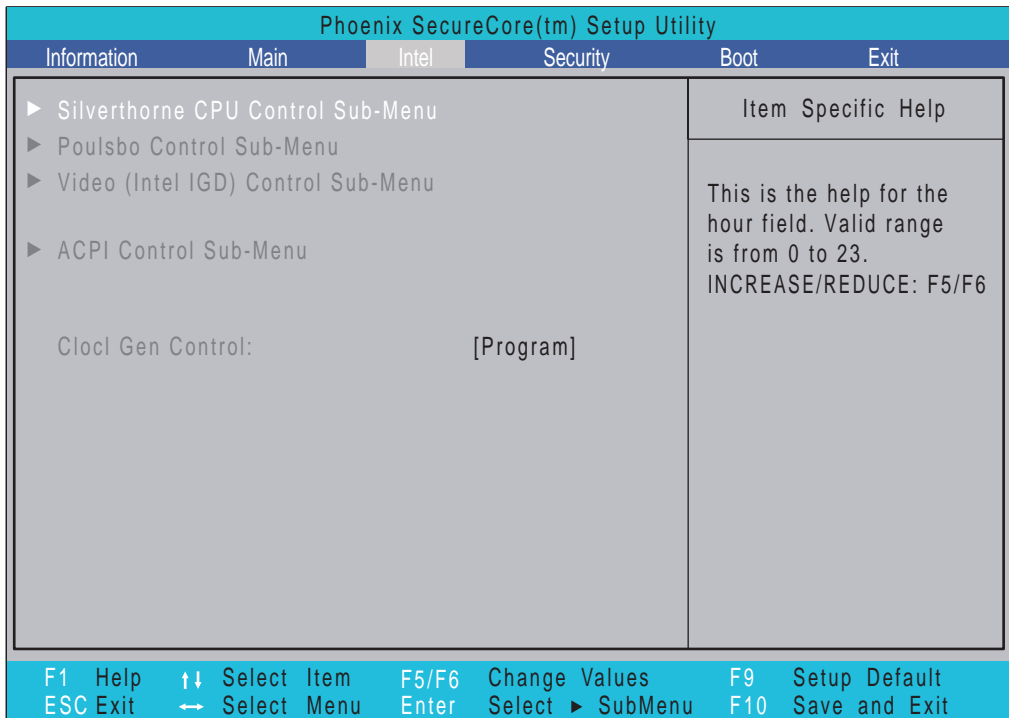 Phoenix SecureCore(tm) Setup Utility
Information Main Intel Security Boot Exit
► Silverthorne CPU Control Sub-Menu
► Poulsbo Control Sub-Menu
► Video (Intel IGD) Control Sub-Menu
► ACPI Control Sub-Menu
Clocl Gen Control: [Program]
Item Specific Help
This is the help for the
hour field. Valid range
is from 0 to 23.
INCREASE/REDUCE: F5/F6
F1 Help ↑↓ Select Item F5/F6 Change Values F9 Setup Default
ESC Exit ↔ Select Menu Enter Select ► SubMenu F10 Save and Exit